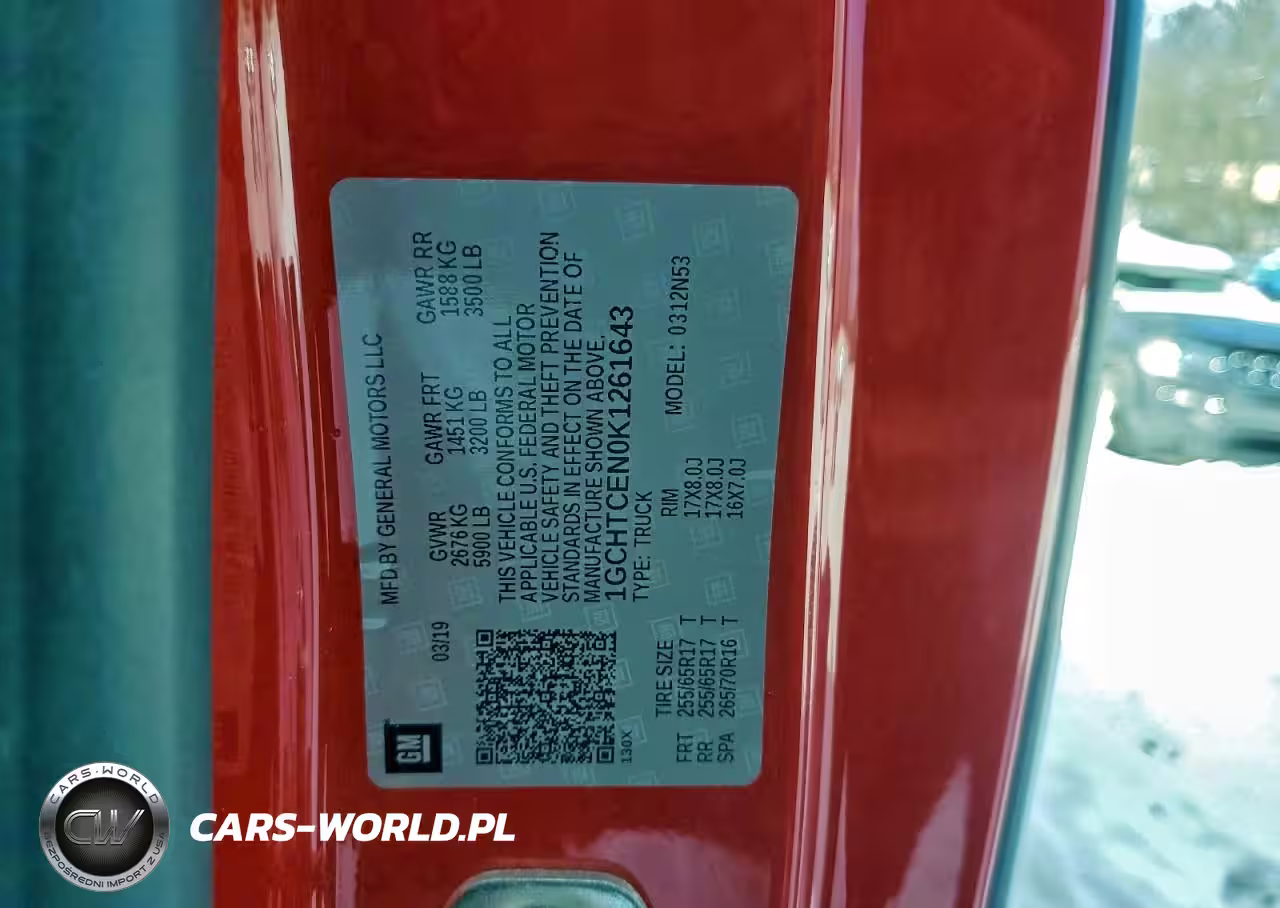 GM
MFD BY GENERAL MOTORS LLC
03/19
GVWR GAWR FRT GAWR RR
2676 KG 1451 KG 1588 KG
5900 LB 3200 LB 3500 LB
THIS VEHICLE CONFORMS TO ALL
APPLICABLE U.S. FEDERAL MOTOR
VEHICLE SAFETY AND THEFT PREVENTION
STANDARDS IN EFFECT ON THE DATE OF
MANUFACTURE SHOWN ABOVE.
1GCHTCEN0K1261643
130X
TYPE: TRUCK
MODEL: 0312N53
TIRE SIZE RIM
FRT 255/65R17 T 17X8.0J
RR 255/65R17 T 17X8.0J
SPA 265/70R16 T 16X7.0J
CARS-WORLD
CW
BEZPOŚREDNI IMPORT Z USA
CARS-WORLD.PL